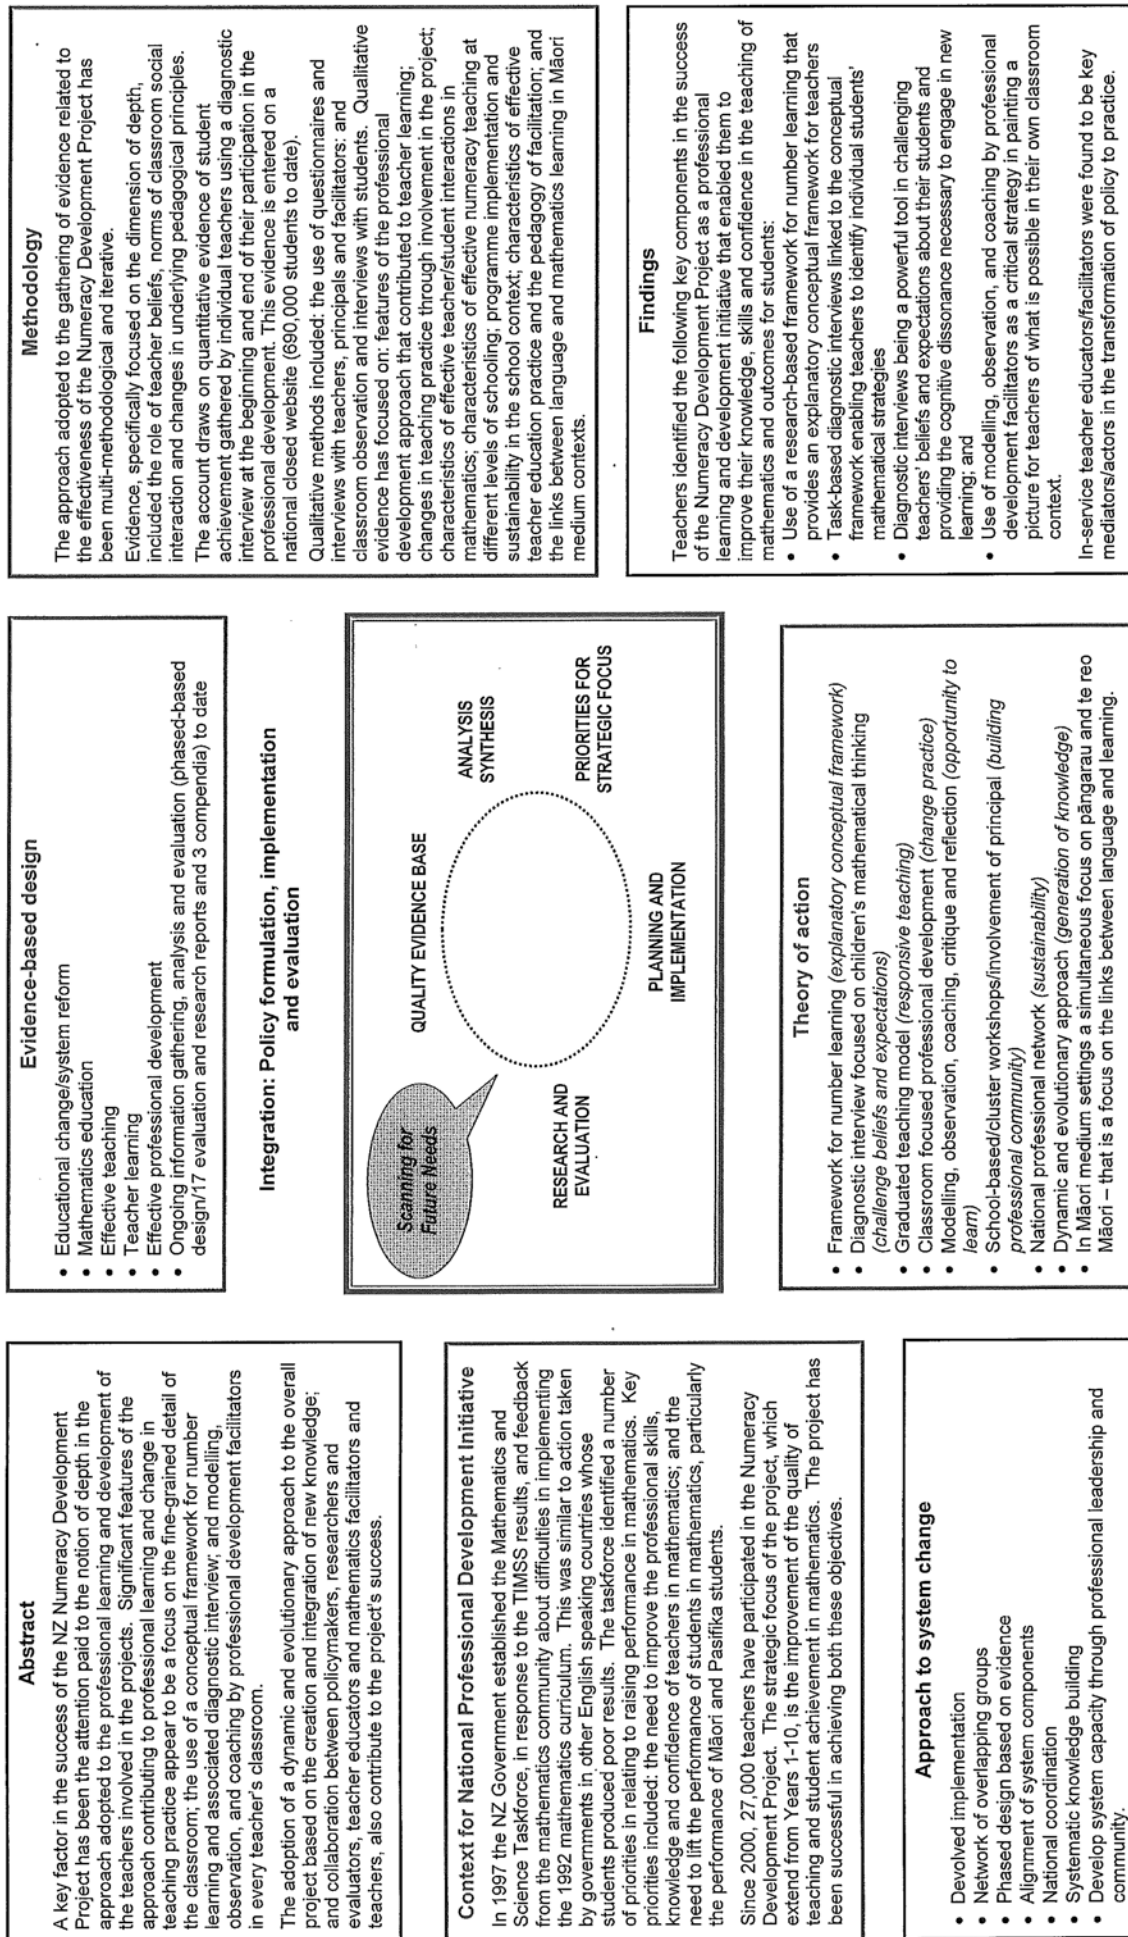 Abstract
A key factor in the success of the NZ Numeracy Development
Project has been the attention paid to the notion of depth in the
approach adopted to the professional learning and development of
the teachers involved in the projects. Significant features of the
approach contributing to professional learning and change in
teaching practice appear to be a focus on the fine-grained detail of
the classroom; the use of a conceptual framework for number
learning and associated diagnostic interview; and modelling,
observation, and coaching by professional development facilitators
in every teacher's classroom.
The adoption of a dynamic and evolutionary approach to the overall
project based on the creation and integration of new knowledge;
and collaboration between policymakers, researchers and
evaluators, teacher educators and mathematics facilitators and
teachers, also contribute to the project's success.
Context for National Professional Development Initiative
In 1997 the NZ Government established the Mathematics and
Science Taskforce, in response to the TIMSS results, and feedback
from the mathematics community about difficulties in implementing
the 1992 mathematics curriculum. This was similar to action taken
by governments in other English speaking countries whose
students produced poor results. The taskforce identified a number
of priorities in relating to raising performance in mathematics. Key
priorities included: the need to improve the professional skills,
knowledge and confidence of teachers in mathematics; and the
need to lift the performance of students in mathematics, particularly
the performance of Māori and Pasifika students.
Since 2000, 27,000 teachers have participated in the Numeracy
Development Project. The strategic focus of the project, which
extend from Years 1-10, is the improvement of the quality of
teaching and student achievement in mathematics. The project has
been successful in achieving both these objectives.
Approach to system change
• Devolved implementation
• Network of overlapping groups
• Phased design based on evidence
• Alignment of system components
• National coordination
• Systematic knowledge building
• Develop system capacity through professional leadership and
community.
Evidence-based design
• Educational change/system reform
• Mathematics education
• Effective teaching
• Teacher learning
• Effective professional development
• Ongoing information gathering, analysis and evaluation (phased-based
design/17 evaluation and research reports and 3 compendia) to date
Integration: Policy formulation, implementation
and evaluation
Scanning for
Future Needs
QUALITY EVIDENCE BASE
ANALYSIS
SYNTHESIS
RESEARCH AND
EVALUATION
PRIORITIES FOR
STRATEGIC FOCUS
PLANNING AND
IMPLEMENTATION
Theory of action
• Framework for number learning (explanatory conceptual framework)
• Diagnostic interview focused on children's mathematical thinking
(challenge beliefs and expectations)
• Graduated teaching model (responsive teaching)
• Classroom focused professional development (change practice)
• Modelling, observation, coaching, critique and reflection (opportunity to
learn)
• School-based/cluster workshops/involvement of principal (building
professional community)
• National professional network (sustainability)
• Dynamic and evolutionary approach (generation of knowledge)
• In Māori medium settings a simultaneous focus on pāngarau and te reo
Māori – that is a focus on the links between language and learning.
Methodology
The approach adopted to the gathering of evidence related to
the effectiveness of the Numeracy Development Project has
been multi-methodological and iterative.
Evidence, specifically focused on the dimension of depth,
included the role of teacher beliefs, norms of classroom social
interaction and changes in underlying pedagogical principles.
The account draws on quantitative evidence of student
achievement gathered by individual teachers using a diagnostic
interview at the beginning and end of their participation in the
professional development. This evidence is entered on a
national closed website (690,000 students to date).
Qualitative methods included: the use of questionnaires and
interviews with teachers, principals and facilitators: and
classroom observation and interviews with students. Qualitative
evidence has focused on: features of the professional
development approach that contributed to teacher learning;
changes in teaching practice through involvement in the project;
characteristics of effective teacher/student interactions in
mathematics; characteristics of effective numeracy teaching at
different levels of schooling; programme implementation and
sustainability in the school context; characteristics of effective
teacher education practice and the pedagogy of facilitation; and
the links between language and mathematics learning in Māori
medium contexts.
Findings
Teachers identified the following key components in the success
of the Numeracy Development Project as a professional
learning and development initiative that enabled them to
improve their knowledge, skills and confidence in the teaching of
mathematics and outcomes for students:
• Use of a research-based framework for number learning that
provides an explanatory conceptual framework for teachers
• Task-based diagnostic interviews linked to the conceptual
framework enabling teachers to identify individual students'
mathematical strategies
• Diagnostic interviews being a powerful tool in challenging
teachers' beliefs and expectations about their students and
providing the cognitive dissonance necessary to engage in new
learning; and
• Use of modelling, observation, and coaching by professional
development facilitators as a critical strategy in painting a
picture for teachers of what is possible in their own classroom
context.
In-service teacher educators/facilitators were found to be key
mediators/actors in the transformation of policy to practice.